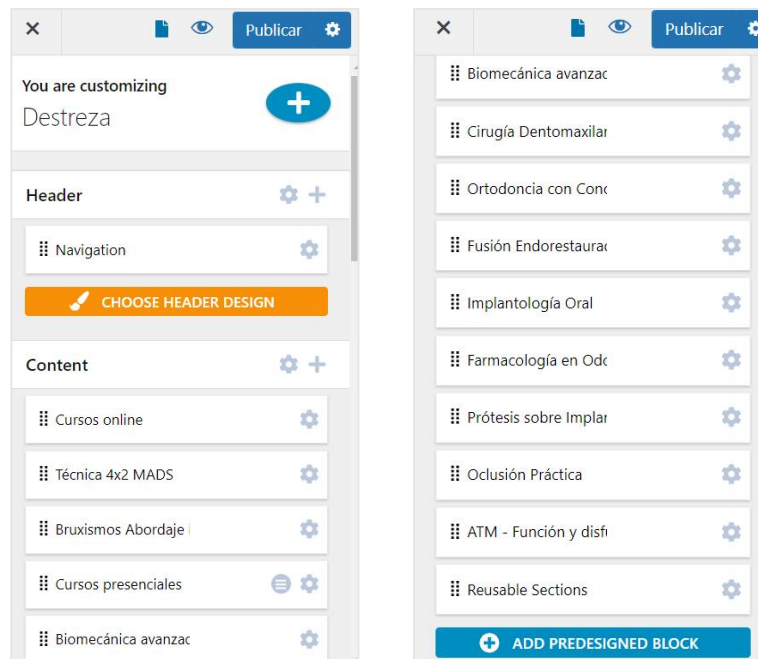 Publicar
You are customizing
Destreza
Header
Navigation
CHOOSE HEADER DESIGN
Content
Cursos online
Técnica 4x2 MADS
Bruxismos Abordaje
Cursos presenciales
Biomecánica avanzac
Publicar
Biomecánica avanzac
Cirugía Dentomaxilar
Ortodoncia con Conc
Fusión Endorestaurac
Implantología Oral
Farmacología en Odc
Prótesis sobre Implar
Oclusión Práctica
ATM - Función y disfu
Reusable Sections
ADD PREDESIGNED BLOCK